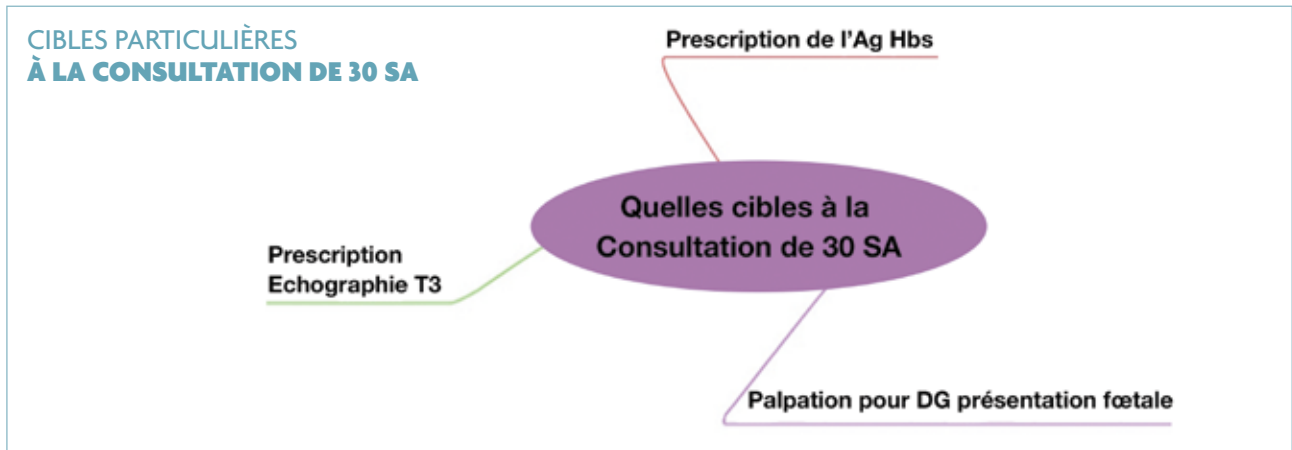 CIBLES PARTICULIÈRES
À LA CONSULTATION DE 30 SA
Prescription de l'Ag Hbs
Quelles cibles à la
Consultation de 30 SA
Prescription
Echographie T3
Palpation pour DG présentation fœtale